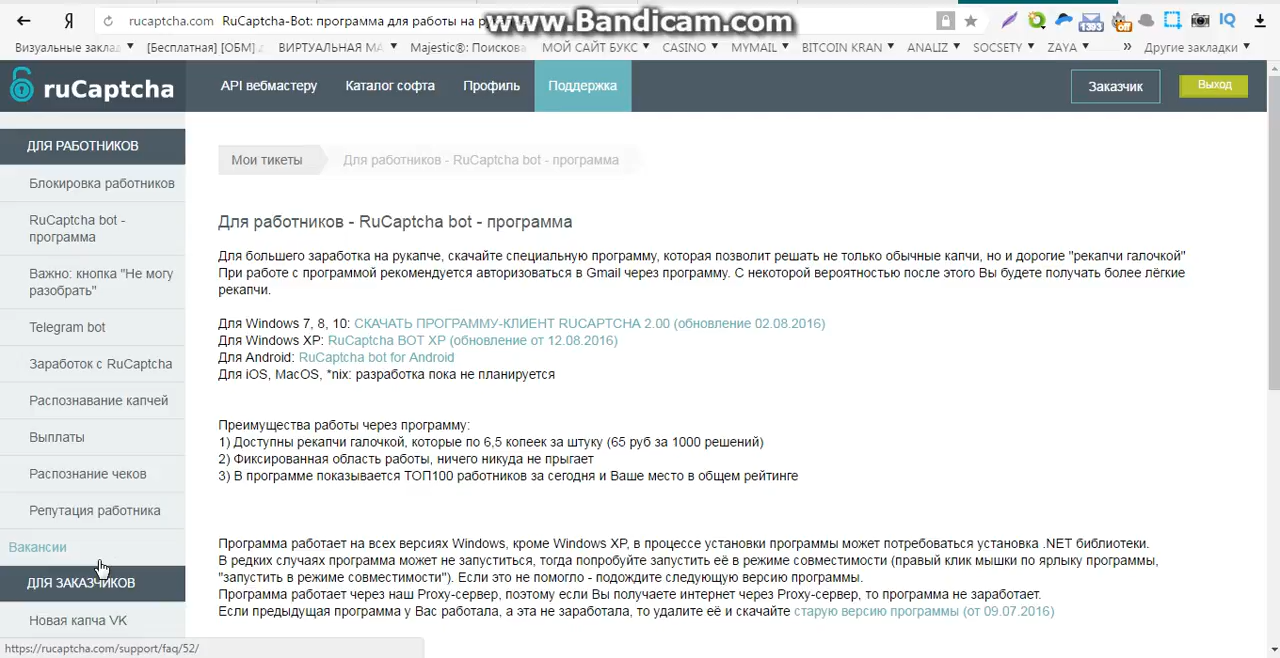 Я rucaptcha.com RuCaptcha-Bot: программа для работы на р
www.Bandicam.com
1393 off IQ
Визуальные заклад [Бесплатная] [ОБМ] ВИРТУАЛЬНАЯ МА Majestic®: Поискова МОЙ САЙТ БУКС CASINO MYMAIL BITCOIN KRAN ANALIZ SOCSETY ZAYA » Другие закладки
ruCaptcha API вебмастеру Каталог софта Профиль Поддержка Заказчик Выход
ДЛЯ РАБОТНИКОВ
Блокировка работников
RuCaptcha bot -
программа
Важно: кнопка "Не могу
разобрать"
Telegram bot
Заработок с RuCaptcha
Распознавание капчей
Выплаты
Распознание чеков
Репутация работника
Вакансии
ДЛЯ ЗАКАЗЧИКОВ
Новая капча VK
https://rucaptcha.com/support/faq/52/
Мои тикеты Для работников - RuCaptcha bot - программа
Для работников - RuCaptcha bot - программа
Для большего заработка на рукапче, скачайте специальную программу, которая позволит решать не только обычные капчи, но и дорогие "рекапчи галочкой"
При работе с программой рекомендуется авторизоваться в Gmail через программу. С некоторой вероятностью после этого Вы будете получать более лёгкие
рекапчи.
Для Windows 7, 8, 10: СКАЧАТЬ ПРОГРАММУ-КЛИЕНТ RUCAPTCHA 2.00 (обновление 02.08.2016)
Для Windows XP: RuCaptcha BOT XP (обновление от 12.08.2016)
Для Android: RuCaptcha bot for Android
Для iOS, MacOS, *nix: разработка пока не планируется
Преимущества работы через программу:
1) Доступны рекапчи галочкой, которые по 6,5 копеек за штуку (65 руб за 1000 решений)
2) Фиксированная область работы, ничего никуда не прыгает
3) В программе показывается ТОП100 работников за сегодня и Ваше место в общем рейтинге
Программа работает на всех версиях Windows, кроме Windows XP, в процессе установки программы может потребоваться установка .NET библиотеки.
В редких случаях программа может не запуститься, тогда попробуйте запустить её в режиме совместимости (правый клик мышки по ярлыку программы,
"запустить в режиме совместимости"). Если это не помогло - подождите следующую версию программы.
Программа работает через наш Proxy-сервер, поэтому если Вы получаете интернет через Proxy-сервер, то программа не заработает.
Если предыдущая программа у Вас работала, а эта не заработала, то удалите её и скачайте старую версию программы (от 09.07.2016)